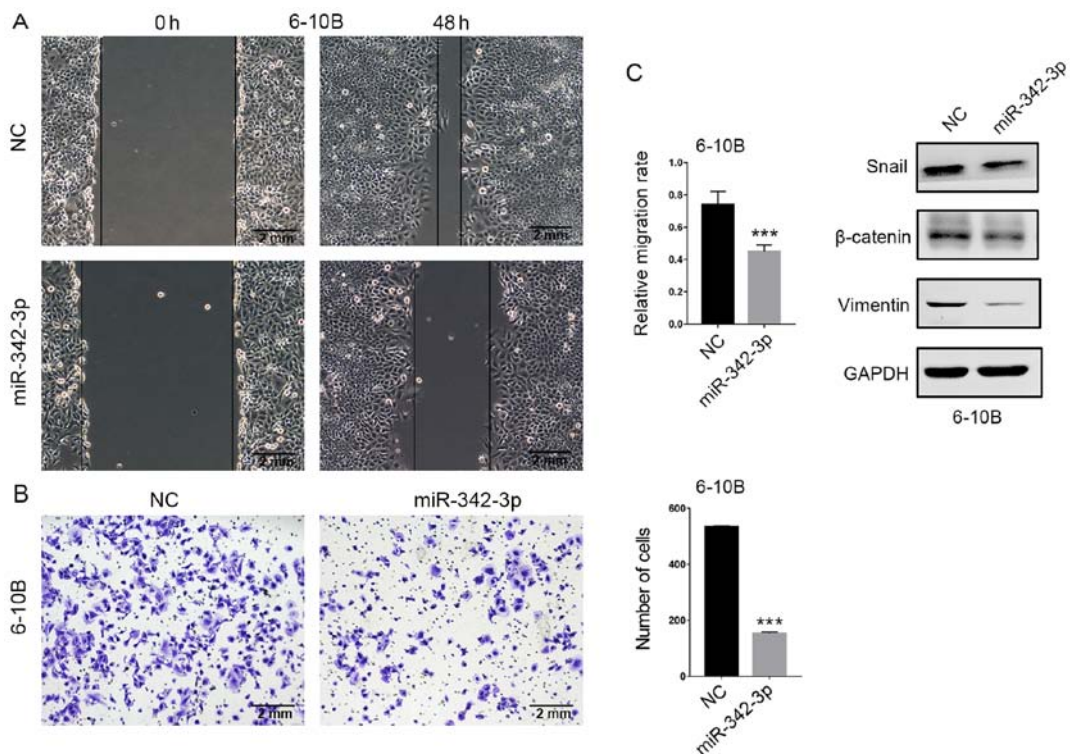 A
0 h
6-10B
48 h
NC
2 mm
2 mm
miR-342-3p
2 mm
2 mm
B
NC
miR-342-3p
6-10B
2 mm
2 mm
6-10B
Relative migration rate
1.0
0.8
0.6
0.4
0.2
0.0
***
NC
miR-342-3p
C
NC
miR-342-3p
Snail
β-catenin
Vimentin
GAPDH
6-10B
6-10B
Number of cells
600
400
200
0
***
NC
miR-342-3p